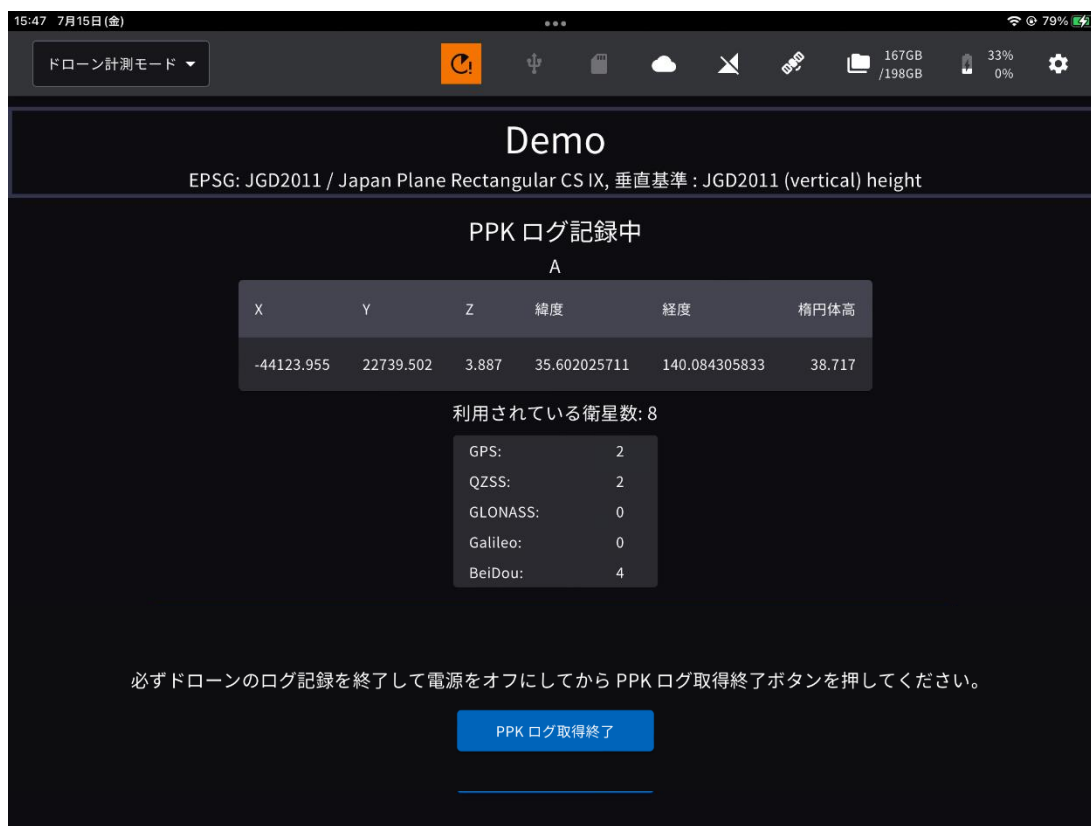 15:47 7月15日(金)
79%
ドローン計測モード
167GB
/198GB
33%
0%
Demo
EPSG: JGD2011 / Japan Plane Rectangular CS IX, 垂直基準 : JGD2011 (vertical) height
PPK ログ記録中
A
X Y Z 緯度 経度 楕円体高
-44123.955 22739.502 3.887 35.602025711 140.084305833 38.717
利用されている衛星数: 8
GPS: 2
QZSS: 2
GLONASS: 0
Galileo: 0
BeiDou: 4
必ずドローンのログ記録を終了して電源をオフにしてから PPK ログ取得終了ボタンを押してください。
PPK ログ取得終了